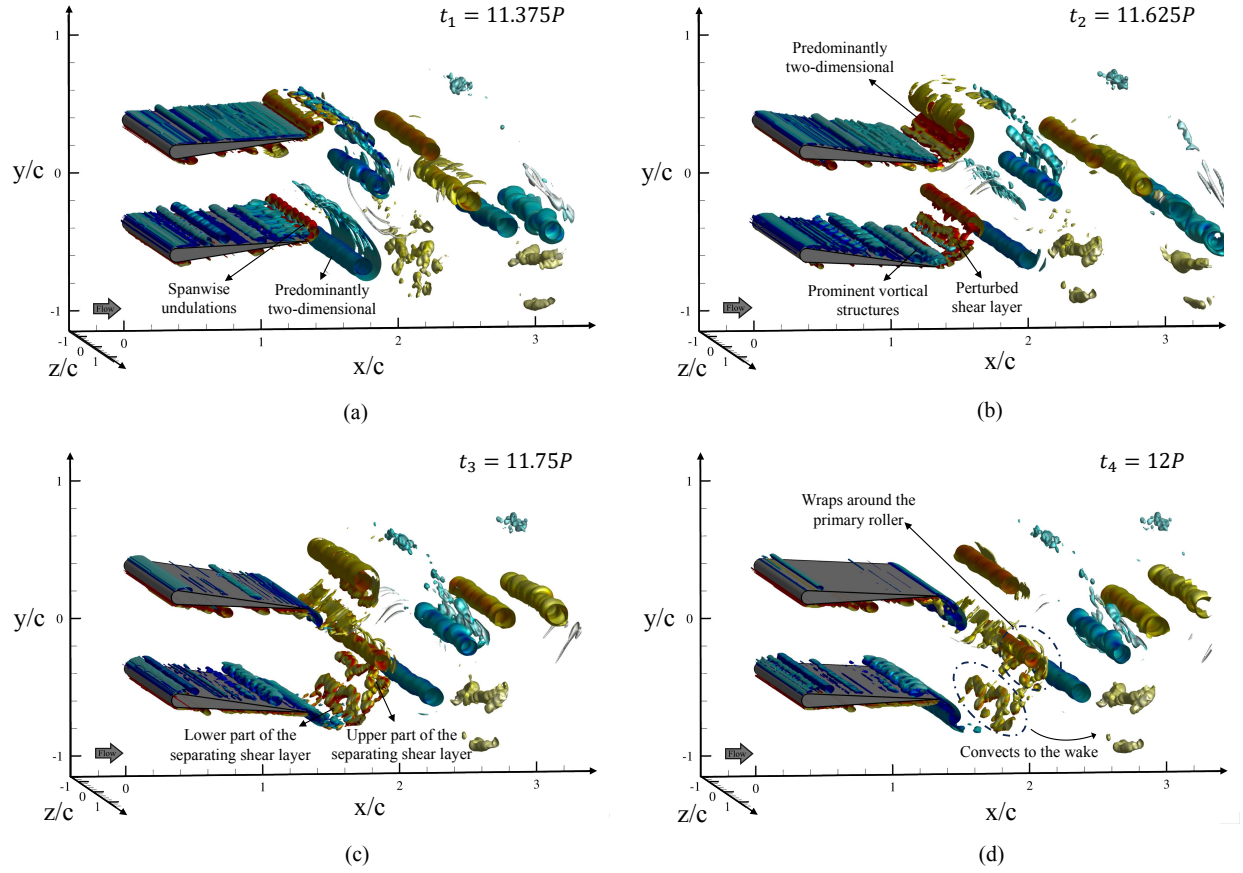 t₁ = 11.375P
1
y/c
0
-1
Spanwise
undulations
Predominantly
two-dimensional
Flow
-1
0
1
z/c
0
1
2
3
x/c
(a)
t₂ = 11.625P
Predominantly
two-dimensional
1
y/c
0
-1
Prominent vortical
structures
Perturbed
shear layer
Flow
-1
0
1
z/c
0
1
2
3
x/c
(b)
t₃ = 11.75P
1
y/c
0
-1
Lower part of the
separating shear layer
Upper part of the
separating shear layer
Flow
-1
0
1
z/c
0
1
2
3
x/c
(c)
t₄ = 12P
Wraps around the
primary roller
1
y/c
0
-1
Convects to the wake
Flow
-1
0
1
z/c
0
1
2
3
x/c
(d)